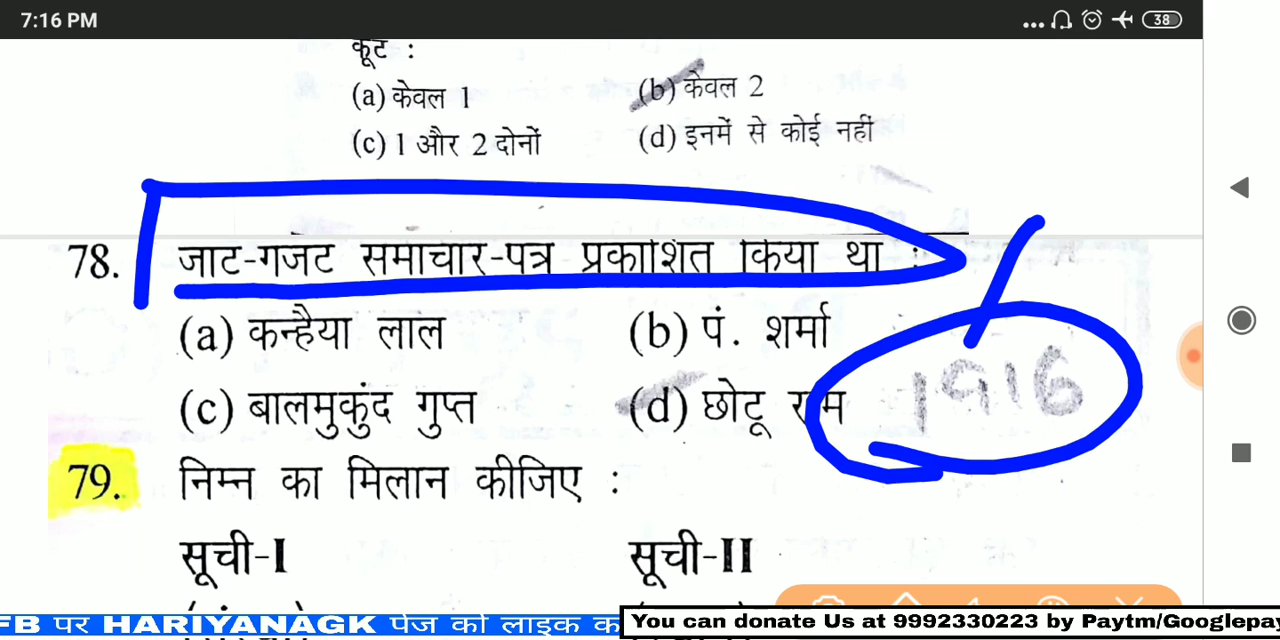 7:16 PM ... 38
कूट :
(a) केवल 1 (b) केवल 2
(c) 1 और 2 दोनों (d) इनमें से कोई नहीं
78. जाट-गजट समाचार-पत्र प्रकाशित किया था :
(a) कन्हैया लाल (b) पं. शर्मा
(c) बालमुकुंद गुप्त (d) छोटू राम 1916
79. निम्न का मिलान कीजिए :
सूची-I सूची-II
FB पर HARIYANAGK पेज को लाइक क You can donate Us at 9992330223 by Paytm/Googlepay